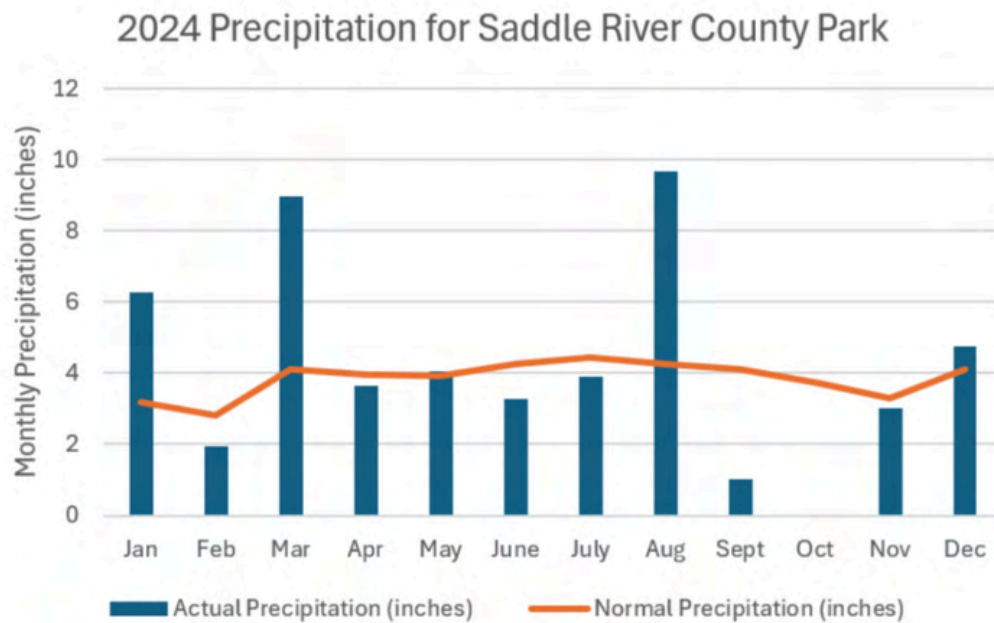 2024 Precipitation for Saddle River County Park
Monthly Precipitation (inches)
12
10
8
6
4
2
0
Jan Feb Mar Apr May June July Aug Sept Oct Nov Dec
Actual Precipitation (inches) Normal Precipitation (inches)